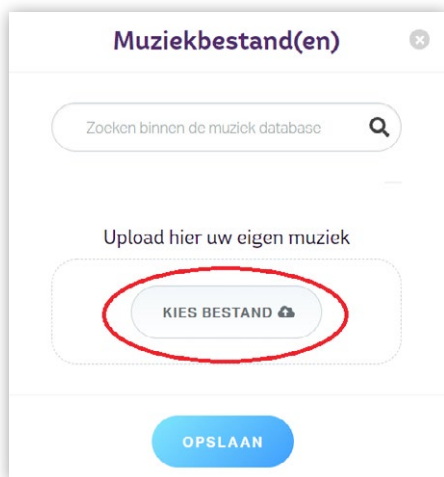 Muziekbestand(en)
Zoeken binnen de muziek database
Upload hier uw eigen muziek
KIES BESTAND
OPSLAAN